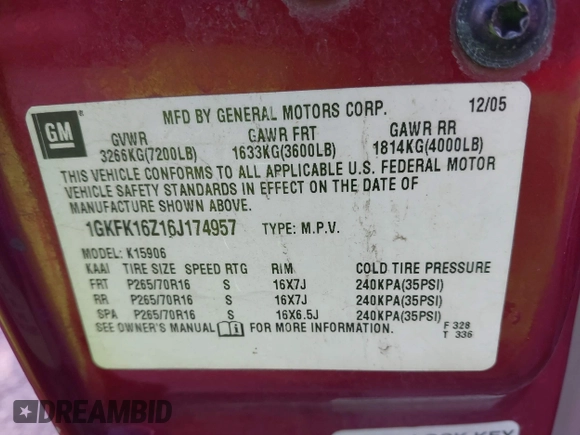 GM
MFD BY GENERAL MOTORS CORP. 12/05
GVWR GAWR FRT GAWR RR
3266KG(7200LB) 1633KG(3600LB) 1814KG(4000LB)
THIS VEHICLE CONFORMS TO ALL APPLICABLE U.S. FEDERAL MOTOR
VEHICLE SAFETY STANDARDS IN EFFECT ON THE DATE OF
MANUFACTURE SHOWN ABOVE.
1GKFK16Z16J174957 TYPE: M.P.V.
MODEL: K15906
KAAI TIRE SIZE SPEED RTG RIM COLD TIRE PRESSURE
FRT P265/70R16 S 16X7J 240KPA(35PSI)
RR P265/70R16 S 16X7J 240KPA(35PSI)
SPA P265/70R16 S 16X6.5J 240KPA(35PSI)
SEE OWNER'S MANUAL FOR MORE INFORMATION. F 328
T 336
DREAMBID